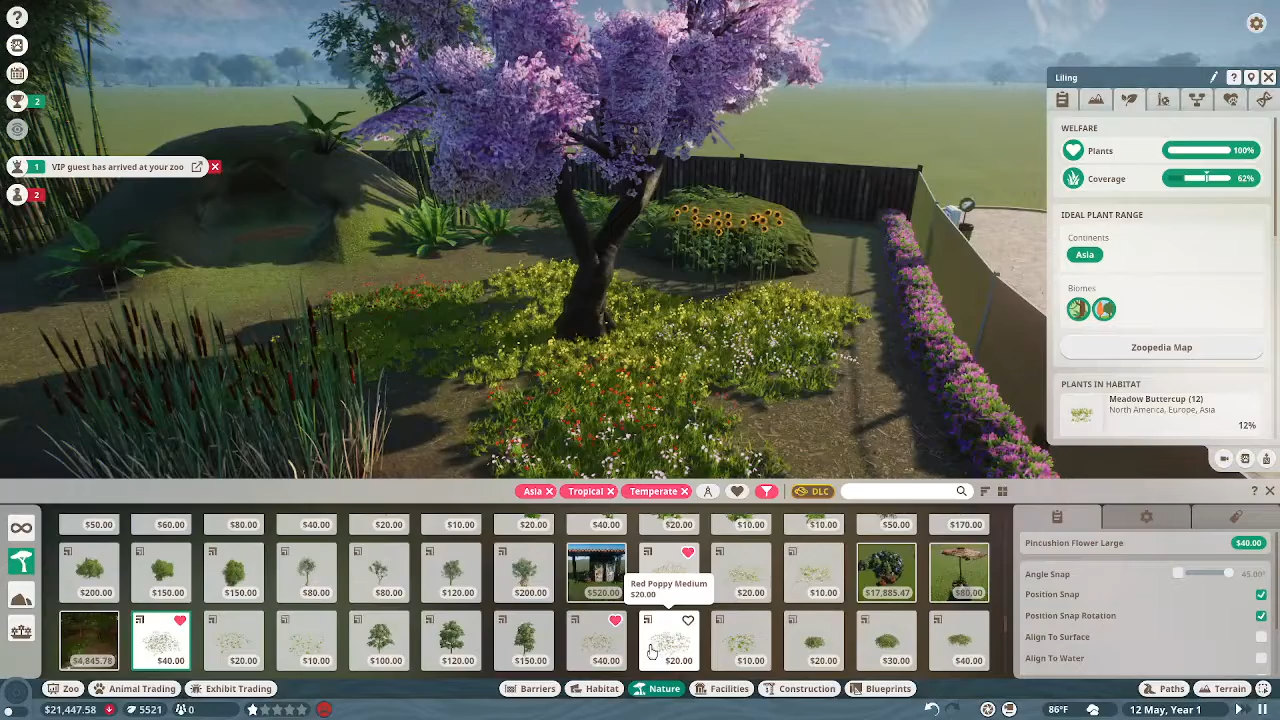 2
1 VIP guest has arrived at your zoo
2
Liling
WELFARE
Plants 100%
Coverage 62%
IDEAL PLANT RANGE
Continents
Asia
Biomes
Zoopedia Map
PLANTS IN HABITAT
Meadow Buttercup (12)
North America, Europe, Asia
12%
Asia Tropical Temperate DLC
$50.00 $60.00 $80.00 $40.00 $20.00 $10.00 $20.00 $40.00 $20.00 $10.00 $10.00 $50.00 $170.00
$200.00 $150.00 $150.00 $80.00 $80.00 $120.00 $200.00 $520.00 $20.00 $10.00 $17,885.47 $80.00
Red Poppy Medium
$20.00
$4,845.78 $40.00 $20.00 $10.00 $100.00 $120.00 $150.00 $40.00 $20.00 $10.00 $20.00 $30.00 $40.00
Pincushion Flower Large $40.00
Angle Snap 45.00°
Position Snap
Position Snap Rotation
Align To Surface
Align To Water
Zoo Animal Trading Exhibit Trading Barriers Habitat Nature Facilities Construction Blueprints Paths Terrain
$21,447.58 5521 0 86°F 12 May, Year 1